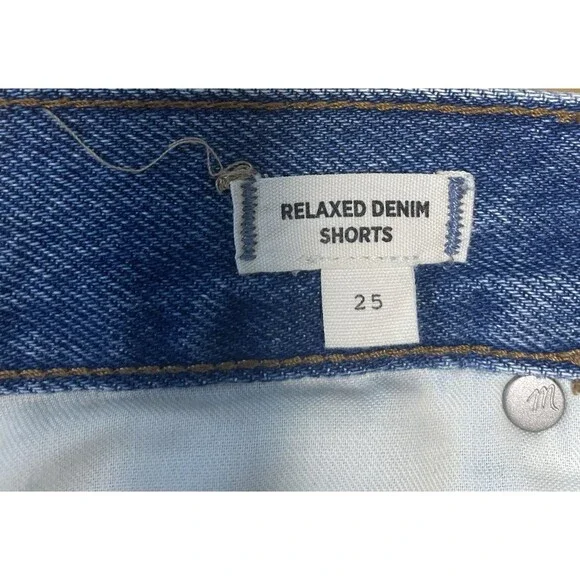 RELAXED DENIM
SHORTS
25
m